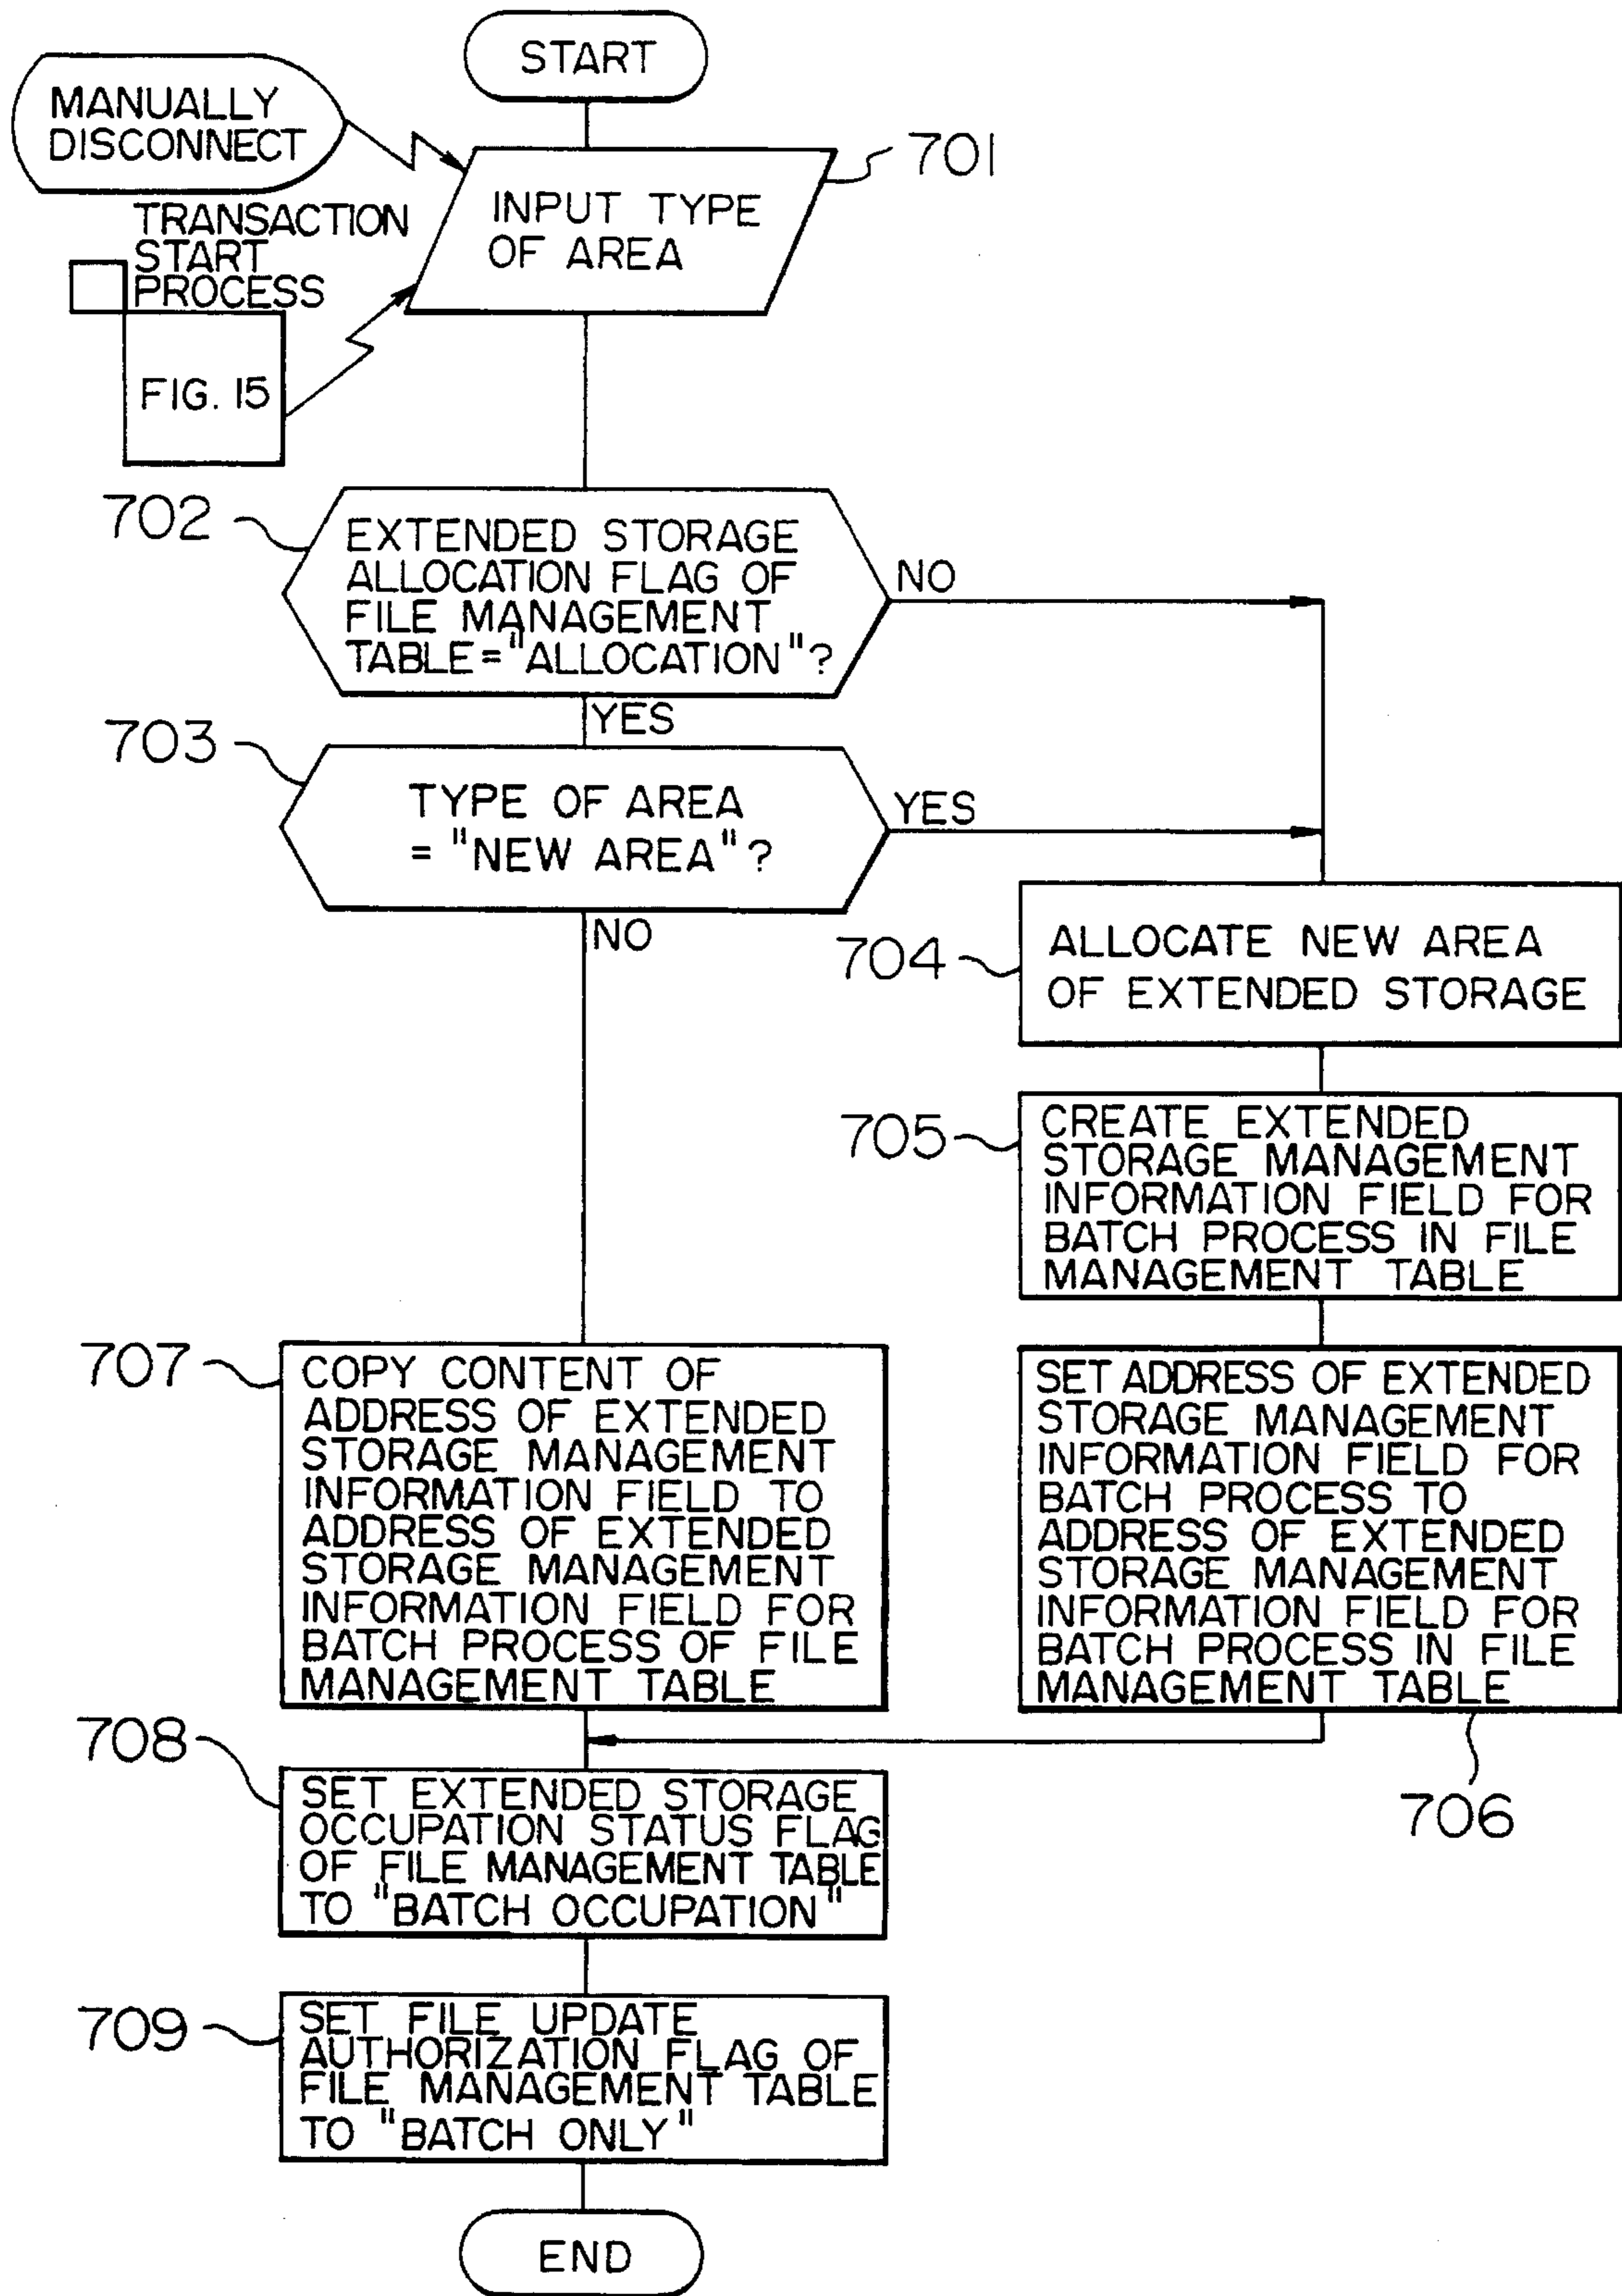 START
MANUALLY
DISCONNECT
701
INPUT TYPE
OF AREA
TRANSACTION
START
PROCESS
FIG. 15
702
EXTENDED STORAGE
ALLOCATION FLAG OF
FILE MANAGEMENT
TABLE="ALLOCATION"?
NO
YES
703
TYPE OF AREA
= "NEW AREA"?
YES
NO
704
ALLOCATE NEW AREA
OF EXTENDED STORAGE
705
CREATE EXTENDED
STORAGE MANAGEMENT
INFORMATION FIELD FOR
BATCH PROCESS IN FILE
MANAGEMENT TABLE
707
COPY CONTENT OF
ADDRESS OF EXTENDED
STORAGE MANAGEMENT
INFORMATION FIELD TO
ADDRESS OF EXTENDED
STORAGE MANAGEMENT
INFORMATION FIELD FOR
BATCH PROCESS OF FILE
MANAGEMENT TABLE
SET ADDRESS OF EXTENDED
STORAGE MANAGEMENT
INFORMATION FIELD FOR
BATCH PROCESS TO
ADDRESS OF EXTENDED
STORAGE MANAGEMENT
INFORMATION FIELD FOR
BATCH PROCESS IN FILE
MANAGEMENT TABLE
706
708
SET EXTENDED STORAGE
OCCUPATION STATUS FLAG
OF FILE MANAGEMENT TABLE
TO "BATCH OCCUPATION"
709
SET FILE UPDATE
AUTHORIZATION FLAG OF
FILE MANAGEMENT TABLE
TO "BATCH ONLY"
END